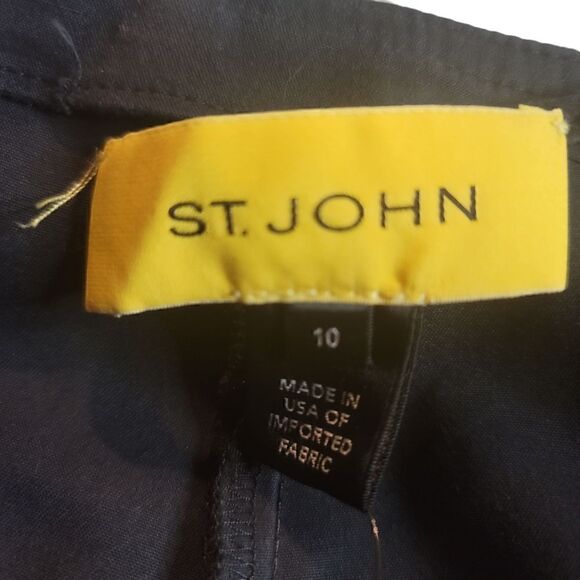 ST. JOHN
10
MADE IN
USA OF
IMPORTED
FABRIC